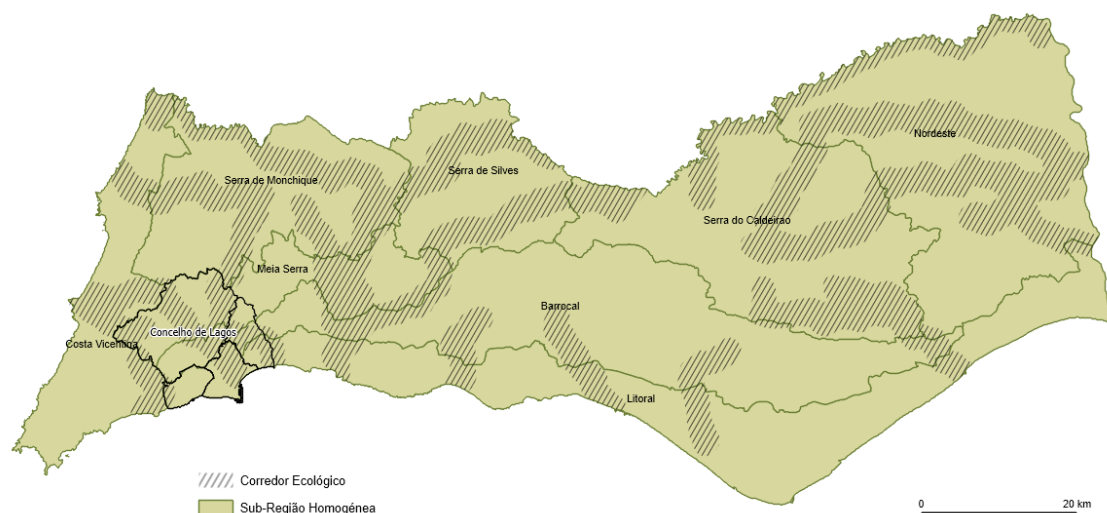 Nordeste
Serra de Silves
Serra de Monchique
Serra do Caldeirao
Meia Serra
Barrocal
Concelho de Lagos
Costa Vicentina
Litoral
Corredor Ecológico
Sub-Região Homogénea
0 20 km